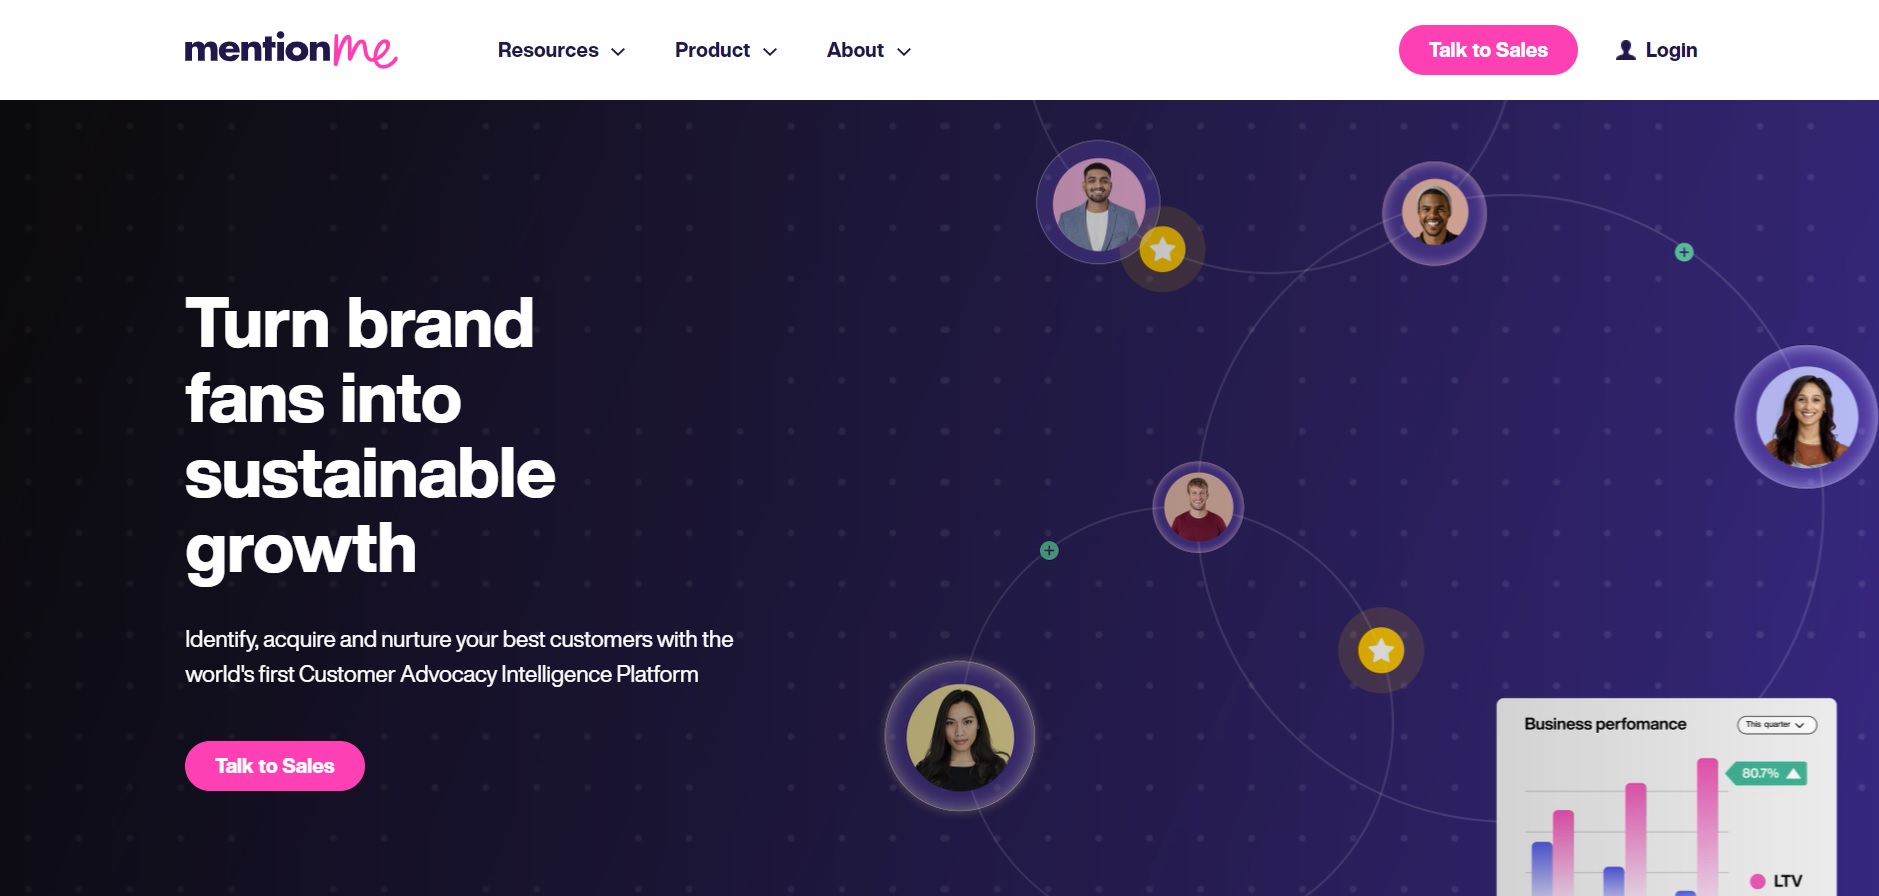 mentionme
Resources
Product
About
Talk to Sales
Login
Turn brand
fans into
sustainable
growth
Identify, acquire and nurture your best customers with the
world's first Customer Advocacy Intelligence Platform
Talk to Sales
Business perfomance
This quarter
80.7%
LTV